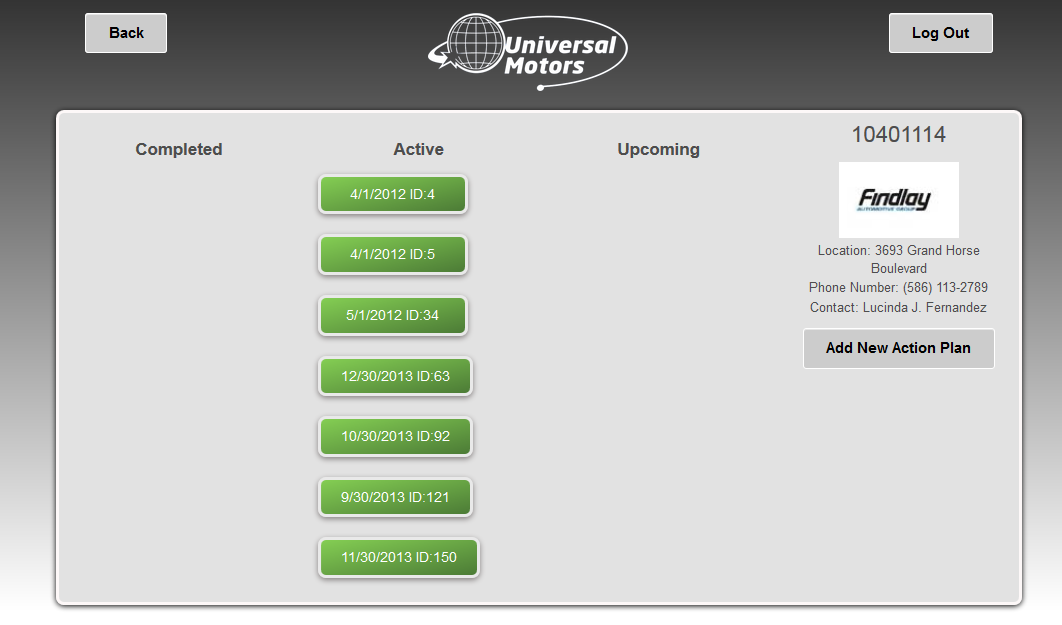 Back
Universal
Motors
Log Out
Completed
Active
Upcoming
4/1/2012 ID:4
4/1/2012 ID:5
5/1/2012 ID:34
12/30/2013 ID:63
10/30/2013 ID:92
9/30/2013 ID:121
11/30/2013 ID:150
10401114
Findlay
AUTOMOTIVE GROUP
Location: 3693 Grand Horse
Boulevard
Phone Number: (586) 113-2789
Contact: Lucinda J. Fernandez
Add New Action Plan